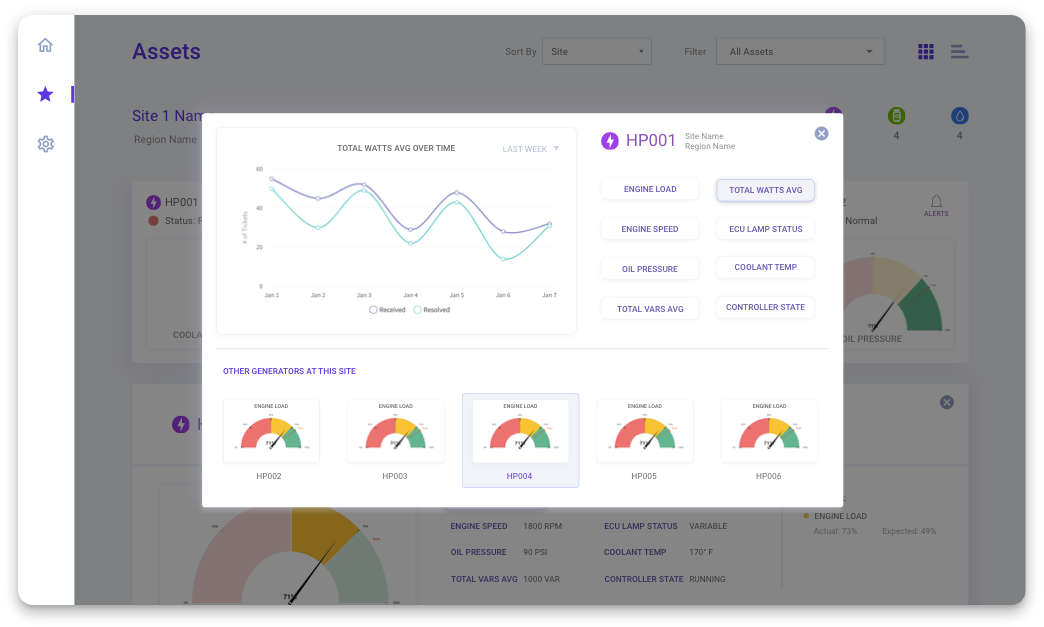 Assets
Sort By
Site
Filter
All Assets
Site 1 Nam
Region Name
4
4
HP001
Status: F
COOLA
2
Normal
ALERTS
OIL PRESSURE
TOTAL WATTS AVG OVER TIME
LAST WEEK
# of Tickets
60
40
20
0
Jan 1
Jan 2
Jan 3
Jan 4
Jan 5
Jan 6
Jan 7
Received
Resolved
HP001
Site Name
Region Name
ENGINE LOAD
TOTAL WATTS AVG
ENGINE SPEED
ECU LAMP STATUS
OIL PRESSURE
COOLANT TEMP
TOTAL VARS AVG
CONTROLLER STATE
OTHER GENERATORS AT THIS SITE
ENGINE LOAD
71%
HP002
ENGINE LOAD
71%
HP003
ENGINE LOAD
71%
HP004
ENGINE LOAD
71%
HP005
ENGINE LOAD
71%
HP006
71%
ENGINE SPEED 1800 RPM
ECU LAMP STATUS VARIABLE
OIL PRESSURE 90 PSI
COOLANT TEMP 170° F
TOTAL VARS AVG 1000 VAR
CONTROLLER STATE RUNNING
ENGINE LOAD
Actual: 73%
Expected: 49%